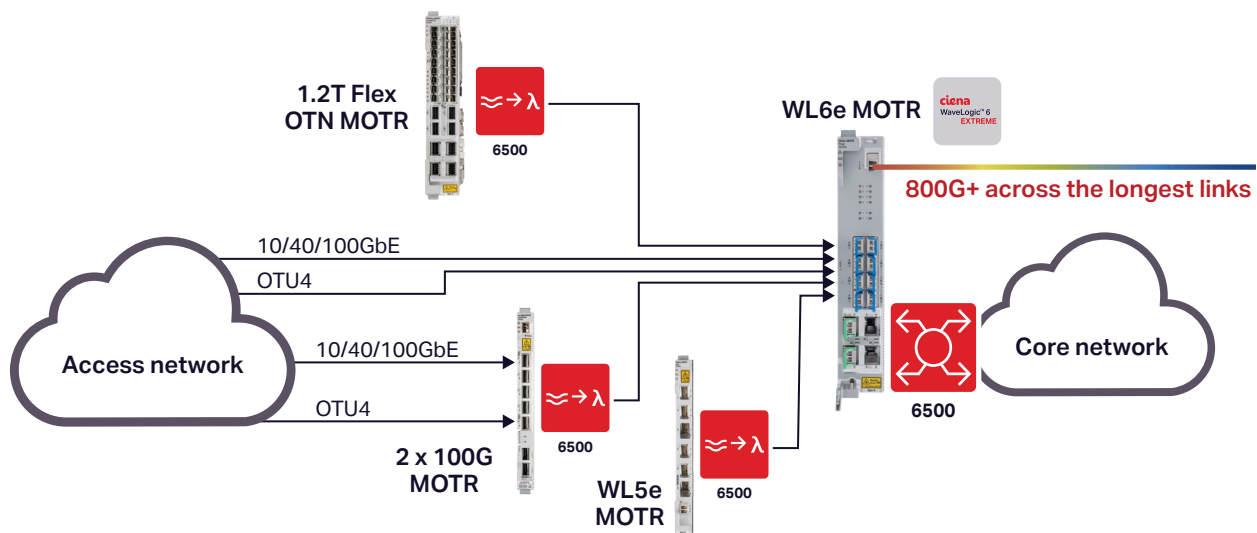 1.2T Flex
OTN MOTR
≈→λ
6500
WL6e MOTR
ciena
WaveLogic™ 6
EXTREME
800G+ across the longest links
10/40/100GbE
OTU4
Access network
10/40/100GbE
OTU4
≈→λ
6500
2 x 100G
MOTR
≈→λ
6500
WL5e
MOTR
6500
Core network